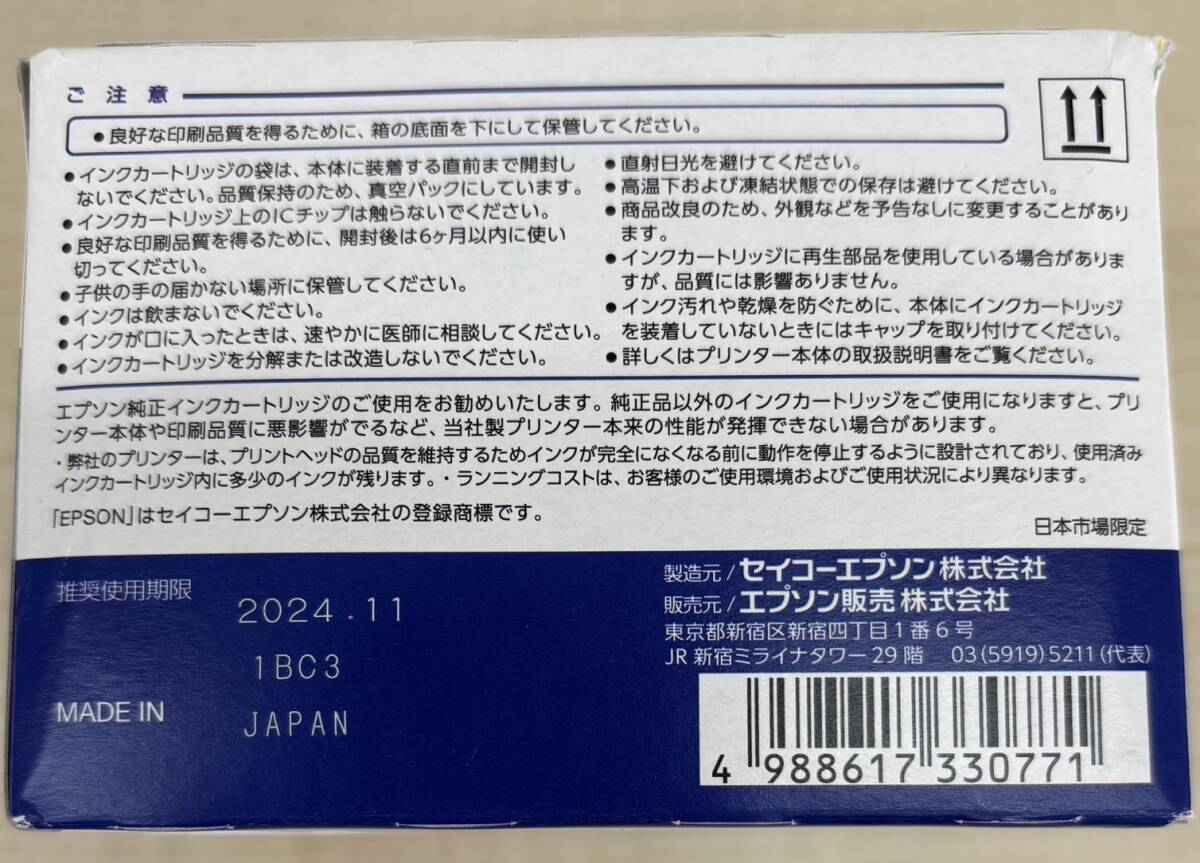 ご注意
●良好な印刷品質を得るために、箱の底面を下にして保管してください。
●インクカートリッジの袋は、本体に装着する直前まで開封し
ないでください。品質保持のため、真空パックにしています。
●インクカートリッジ上のICチップは触らないでください。
●良好な印刷品質を得るために、開封後は6ヶ月以内に使い
切ってください。
●子供の手の届かない場所に保管してください。
●インクは飲まないでください。
●インクが口に入ったときは、速やかに医師に相談してください。
●インクカートリッジを分解または改造しないでください。
●直射日光を避けてください。
●高温下および凍結状態での保存は避けてください。
●商品改良のため、外観などを予告なしに変更することがあり
ます。
●インクカートリッジに再生部品を使用している場合がありま
すが、品質には影響ありません。
●インク汚れや乾燥を防ぐために、本体にインクカートリッジ
を装着していないときにはキャップを取り付けてください。
●詳しくはプリンター本体の取扱説明書をご覧ください。
エプソン純正インクカートリッジのご使用をお勧めいたします。純正品以外のインクカートリッジをご使用になりますと、プリ
ンター本体や印刷品質に悪影響がでるなど、当社製プリンター本来の性能が発揮できない場合があります。
・弊社のプリンターは、プリントヘッドの品質を維持するためインクが完全になくなる前に動作を停止するように設計されており、使用済み
インクカートリッジ内に多少のインクが残ります。・ランニングコストは、お客様のご使用環境およびご使用状況により異なります。
「EPSON」はセイコーエプソン株式会社の登録商標です。
日本市場限定
推奨使用期限
2024.11
1BC3
MADE IN
JAPAN
製造元/セイコーエプソン株式会社
販売元/エプソン販売株式会社
東京都新宿区新宿四丁目1番6号
JR新宿ミライナタワー29階 03(5919)5211(代表)
4 988617 330771